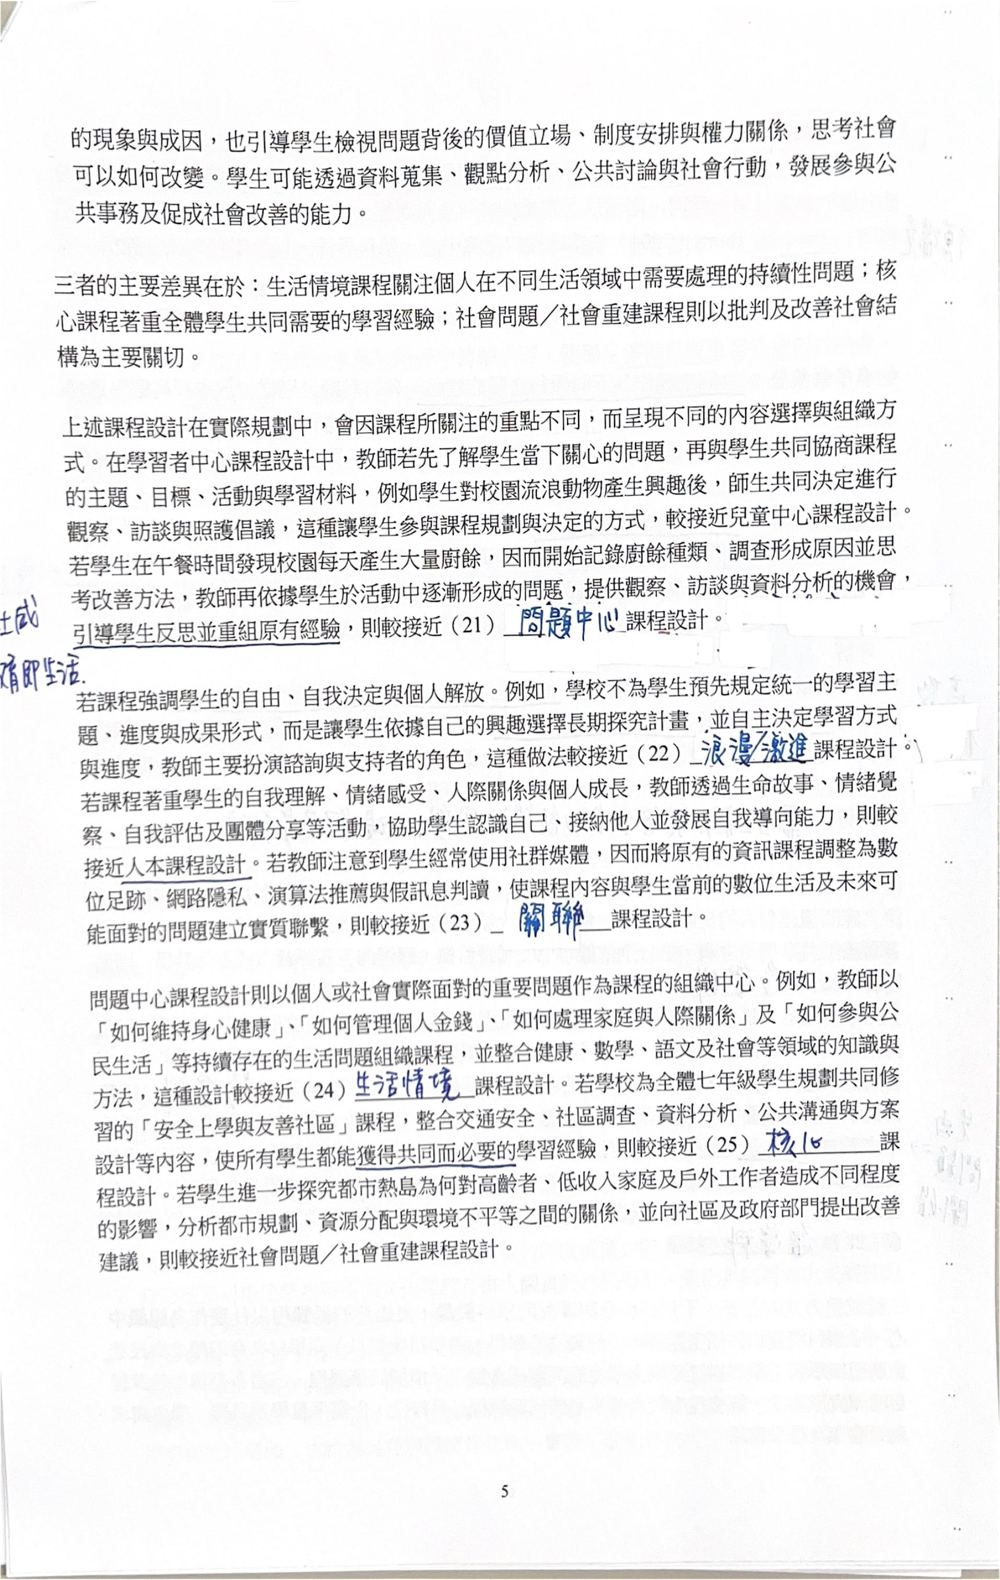 的現象與成因，也引導學生檢視問題背後的價值立場、制度安排與權力關係，思考社會
可以如何改變。學生可能透過資料蒐集、觀點分析、公共討論與社會行動，發展參與公
共事務及促成社會改善的能力。
三者的主要差異在於：生活情境課程關注個人在不同生活領域中需要處理的持續性問題；核
心課程著重全體學生共同需要的學習經驗；社會問題／社會重建課程則以批判及改善社會結
構為主要關切。
上述課程設計在實際規劃中，會因課程所關注的重點不同，而呈現不同的內容選擇與組織方
式。在學習者中心課程設計中，教師若先了解學生當下關心的問題，再與學生共同協商課程
的主題、目標、活動與學習材料，例如學生對校園流浪動物產生興趣後，師生共同決定進行
觀察、訪談與照護倡議，這種讓學生參與課程規劃與決定的方式，較接近兒童中心課程設計。
若學生在午餐時間發現校園每天產生大量廚餘，因而開始記錄廚餘種類、調查形成原因並思
考改善方法，教師再依據學生於活動中逐漸形成的問題，提供觀察、訪談與資料分析的機會，
引導學生反思並重組原有經驗，則較接近（21）問題中心課程設計。
即生活.
若課程強調學生的自由、自我決定與個人解放。例如，學校不為學生預先規定統一的學習主
題、進度與成果形式，而是讓學生依據自己的興趣選擇長期探究計畫，並自主決定學習方式
與進度，教師主要扮演諮詢與支持者的角色，這種做法較接近（22）浪漫/激進課程設計。
若課程著重學生的自我理解、情緒感受、人際關係與個人成長，教師透過生命故事、情緒覺
察、自我評估及團體分享等活動，協助學生認識自己、接納他人並發展自我導向能力，則較
接近人本課程設計。若教師注意到學生經常使用社群媒體，因而將原有的資訊課程調整為數
位足跡、網路隱私、演算法推薦與假訊息判讀，使課程內容與學生當前的數位生活及未來可
能面對的問題建立實質聯繫，則較接近（23）關聯課程設計。
問題中心課程設計則以個人或社會實際面對的重要問題作為課程的組織中心。例如，教師以
「如何維持身心健康」、「如何管理個人金錢」、「如何處理家庭與人際關係」及「如何參與公
民生活」等持續存在的生活問題組織課程，並整合健康、數學、語文及社會等領域的知識與
方法，這種設計較接近（24）生活情境課程設計。若學校為全體七年級學生規劃共同修
習的「安全上學與友善社區」課程，整合交通安全、社區調查、資料分析、公共溝通與方案
設計等內容，使所有學生都能獲得共同而必要的學習經驗，則較接近（25）核心課
程設計。若學生進一步探究都市熱島為何對高齡者、低收入家庭及戶外工作者造成不同程度
的影響，分析都市規劃、資源分配與環境不平等之間的關係，並向社區及政府部門提出改善
建議，則較接近社會問題／社會重建課程設計。
5